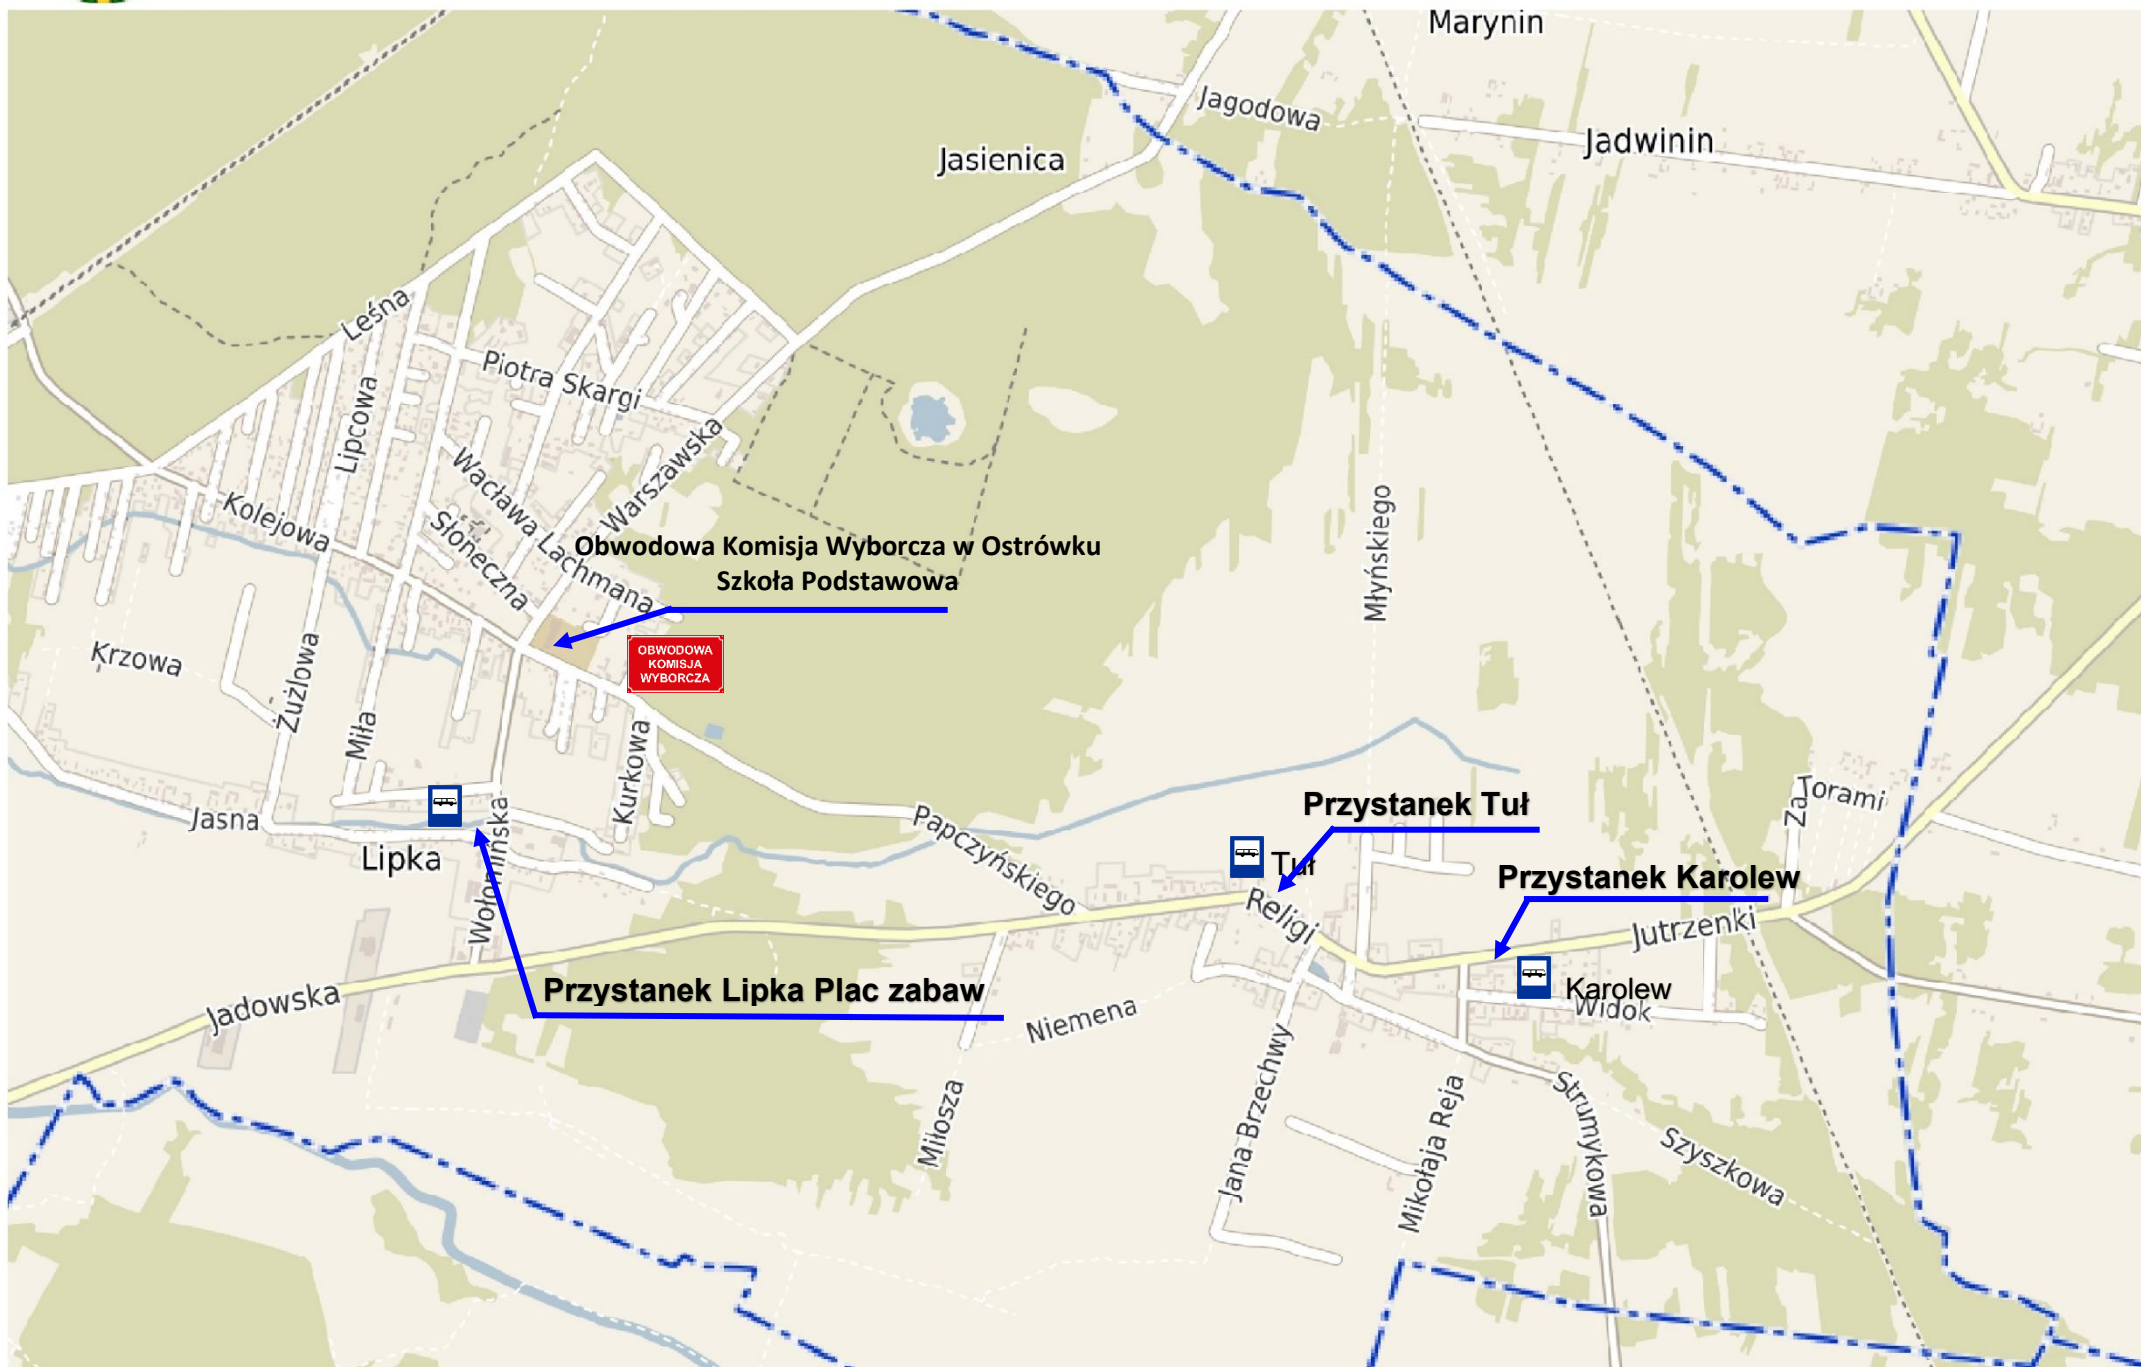 Marynin
Jagodowa
Jadwinin
Jasienica
Leśna
Piotra Skargi
Lipcowa
Warszawska
Wacława Lachmana
Kolejowa
Słoneczna
Młyńskiego
Obwodowa Komisja Wyborcza w Ostrówku
Szkoła Podstawowa
OBWODOWA
KOMISJA
WYBORCZA
Krzowa
Żużlowa
Miła
Kurkowa
Jasna
Lipka
Wołomińska
Papczyńskiego
Przystanek Tuł
Tuł
Za
Torami
Przystanek Karolew
Religi
Jutrzenki
Przystanek Lipka Plac zabaw
Karolew
Jadowska
Niemena
Widok
Miłosza
Jana Brzechwy
Mikołaja Reja
Strumykowa
Szyszkowa